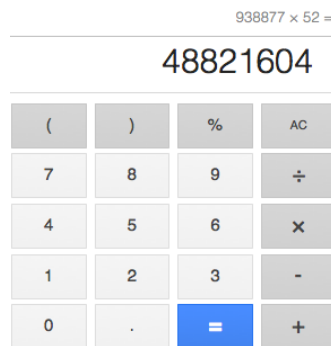 938877 × 52 =
48821604
( ) % AC
7 8 9 ÷
4 5 6 ×
1 2 3 -
0 . = +